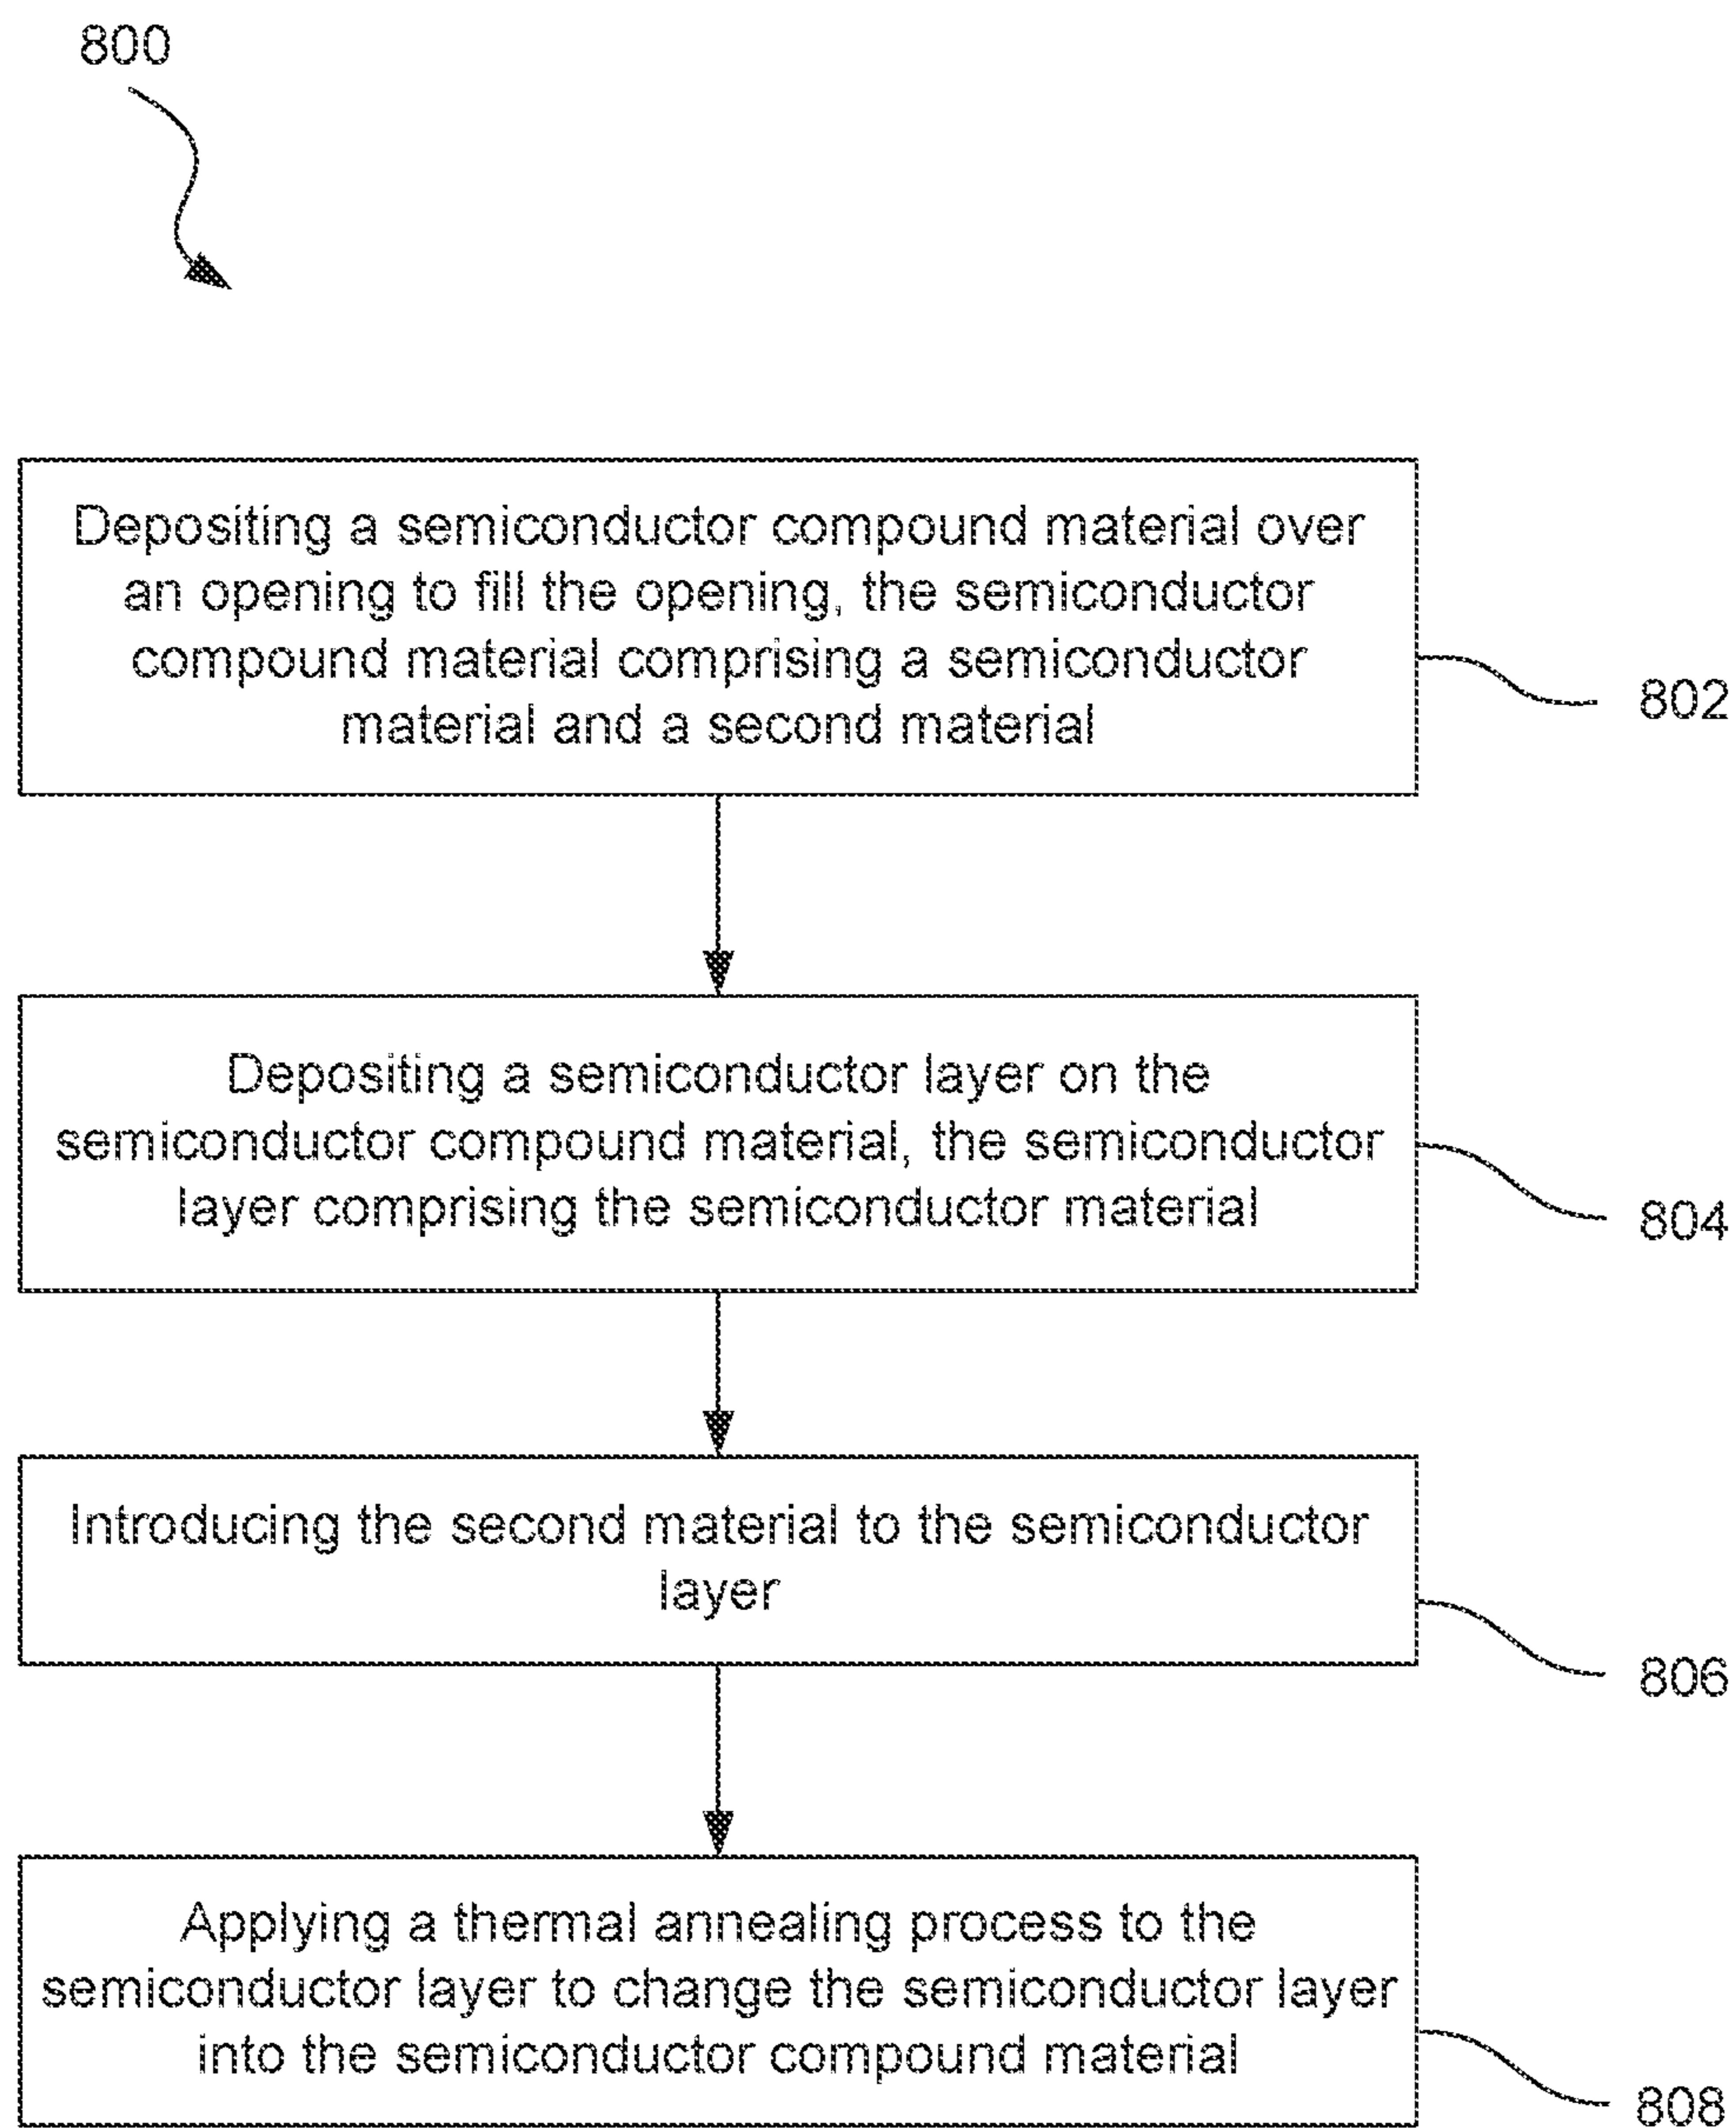 800
Depositing a semiconductor compound material over
an opening to fill the opening, the semiconductor
compound material comprising a semiconductor
material and a second material
802
Depositing a semiconductor layer on the
semiconductor compound material, the semiconductor
layer comprising the semiconductor material
804
Introducing the second material to the semiconductor
layer
806
Applying a thermal annealing process to the
semiconductor layer to change the semiconductor layer
into the semiconductor compound material
808